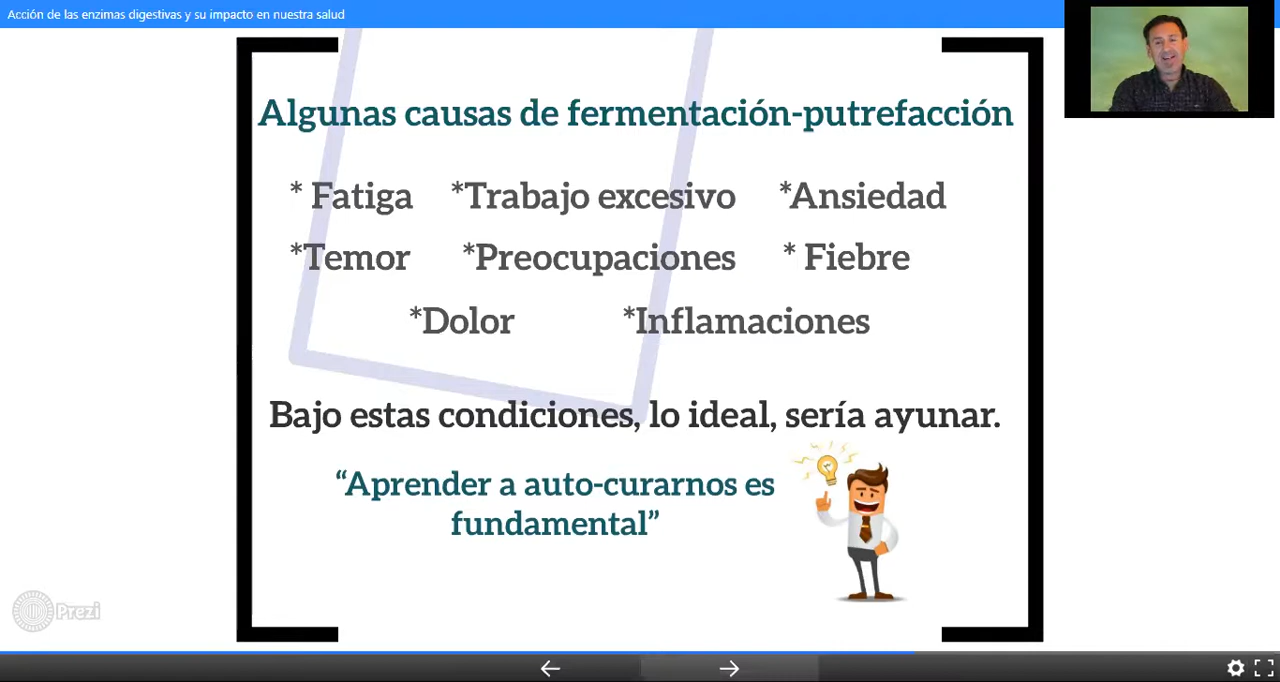 Acción de las enzimas digestivas y su impacto en nuestra salud
Algunas causas de fermentación-putrefacción
* Fatiga *Trabajo excesivo *Ansiedad
*Temor *Preocupaciones * Fiebre
*Dolor *Inflamaciones
Bajo estas condiciones, lo ideal, sería ayunar.
“Aprender a auto-curarnos es
fundamental”
Prezi